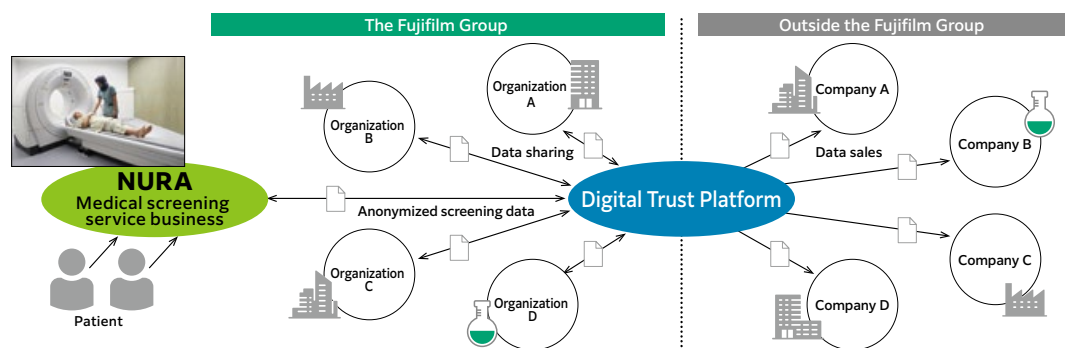 The Fujifilm Group
Outside the Fujifilm Group
Organization
A
Company A
Organization
B
Company B
Data sharing
Data sales
NURA
Medical screening
service business
Digital Trust Platform
Anonymized screening data
Organization
C
Company C
Organization
D
Company D
Patient